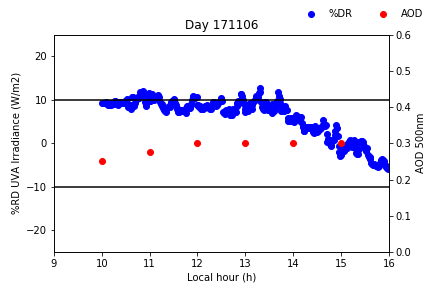 %DR AOD
Day 171106
%RD UVA Irradiance (W/m2)
20
10
0
−10
−20
0.6
0.5
0.4
0.3
0.2
0.1
0.0
AOD 500nm
9 10 11 12 13 14 15 16
Local hour (h)